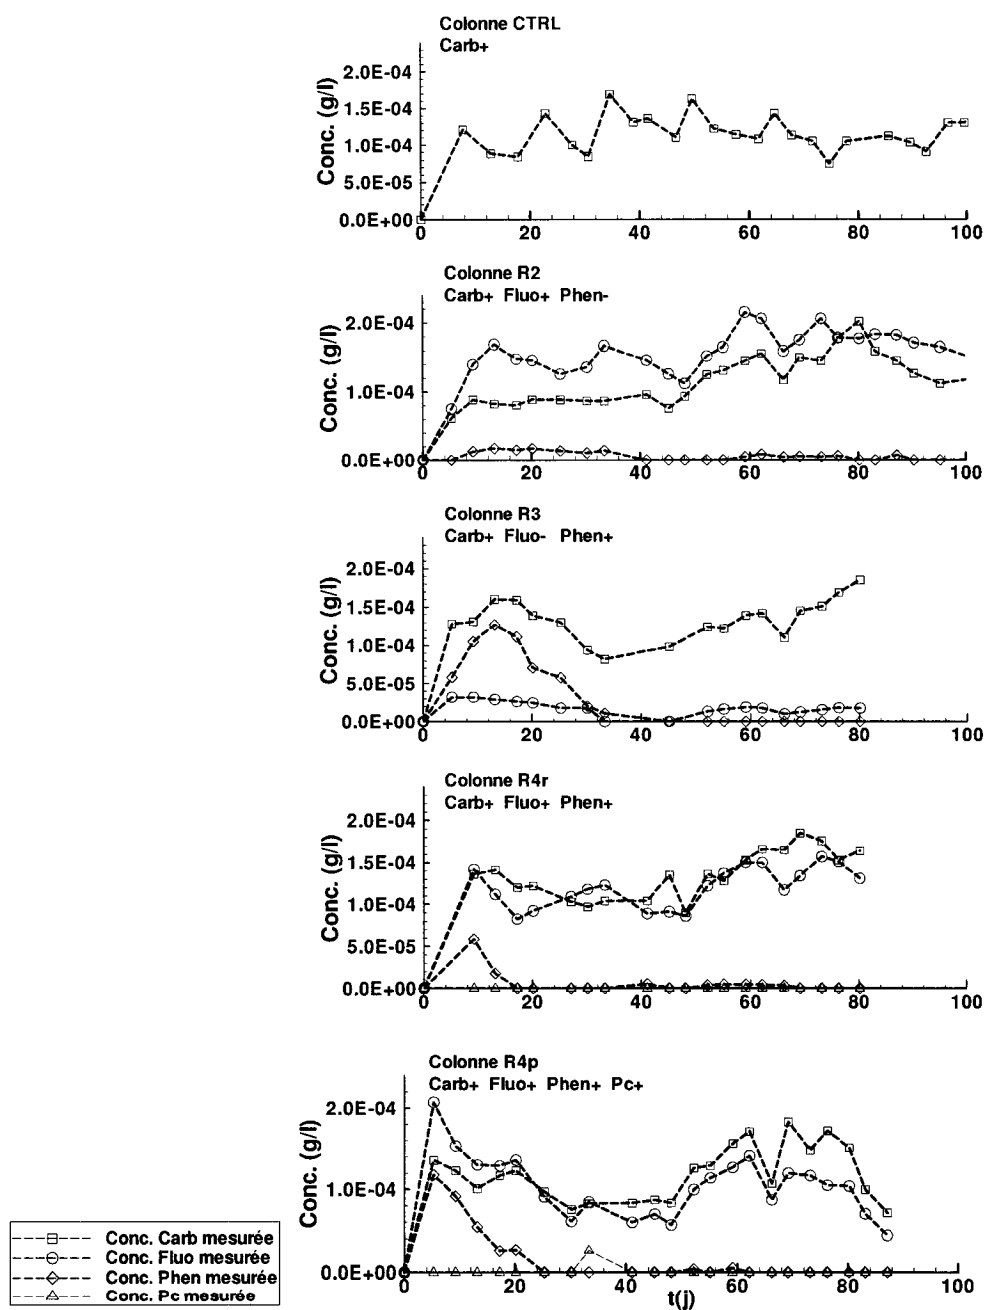 Colonne CTRL
Carb+
2.0E-04
1.5E-04
1.0E-04
5.0E-05
0.0E+00
Conc. (g/l)
0 20 40 60 80 100
Colonne R2
Carb+ Fluo+ Phen-
2.0E-04
1.0E-04
0.0E+00
Conc. (g/l)
0 20 40 60 80 100
Colonne R3
Carb+ Fluo- Phen+
2.0E-04
1.5E-04
1.0E-04
5.0E-05
0.0E+00
Conc. (g/l)
0 20 40 60 80 100
Colonne R4r
Carb+ Fluo+ Phen+
2.0E-04
1.5E-04
1.0E-04
5.0E-05
0.0E+00
Conc. (g/l)
0 20 40 60 80 100
Colonne R4p
Carb+ Fluo+ Phen+ Pc+
2.0E-04
1.0E-04
0.0E+00
Conc. (g/l)
0 20 40 60 80 100
t(j)
Conc. Carb mesurée
Conc. Fluo mesurée
Conc. Phen mesurée
Conc. Pc mesurée